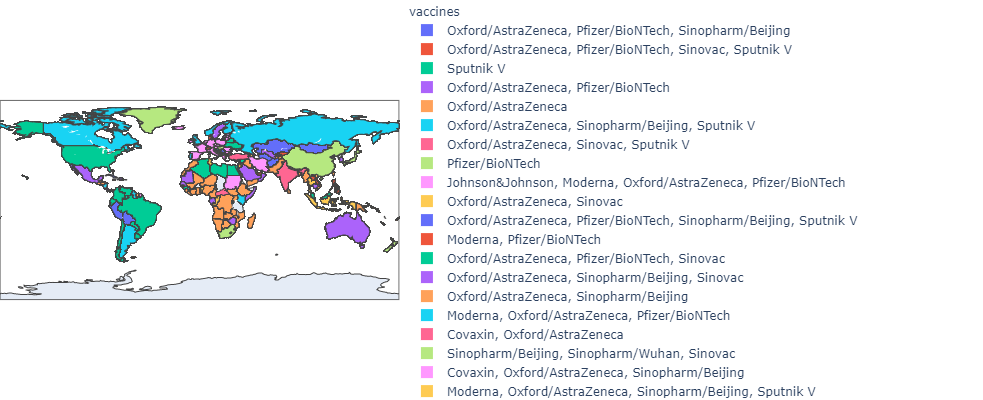 vaccines
Oxford/AstraZeneca, Pfizer/BioNTech, Sinopharm/Beijing
Oxford/AstraZeneca, Pfizer/BioNTech, Sinovac, Sputnik V
Sputnik V
Oxford/AstraZeneca, Pfizer/BioNTech
Oxford/AstraZeneca
Oxford/AstraZeneca, Sinopharm/Beijing, Sputnik V
Oxford/AstraZeneca, Sinovac, Sputnik V
Pfizer/BioNTech
Johnson&Johnson, Moderna, Oxford/AstraZeneca, Pfizer/BioNTech
Oxford/AstraZeneca, Sinovac
Oxford/AstraZeneca, Pfizer/BioNTech, Sinopharm/Beijing, Sputnik V
Moderna, Pfizer/BioNTech
Oxford/AstraZeneca, Pfizer/BioNTech, Sinovac
Oxford/AstraZeneca, Sinopharm/Beijing, Sinovac
Oxford/AstraZeneca, Sinopharm/Beijing
Moderna, Oxford/AstraZeneca, Pfizer/BioNTech
Covaxin, Oxford/AstraZeneca
Sinopharm/Beijing, Sinopharm/Wuhan, Sinovac
Covaxin, Oxford/AstraZeneca, Sinopharm/Beijing
Moderna, Oxford/AstraZeneca, Sinopharm/Beijing, Sputnik V